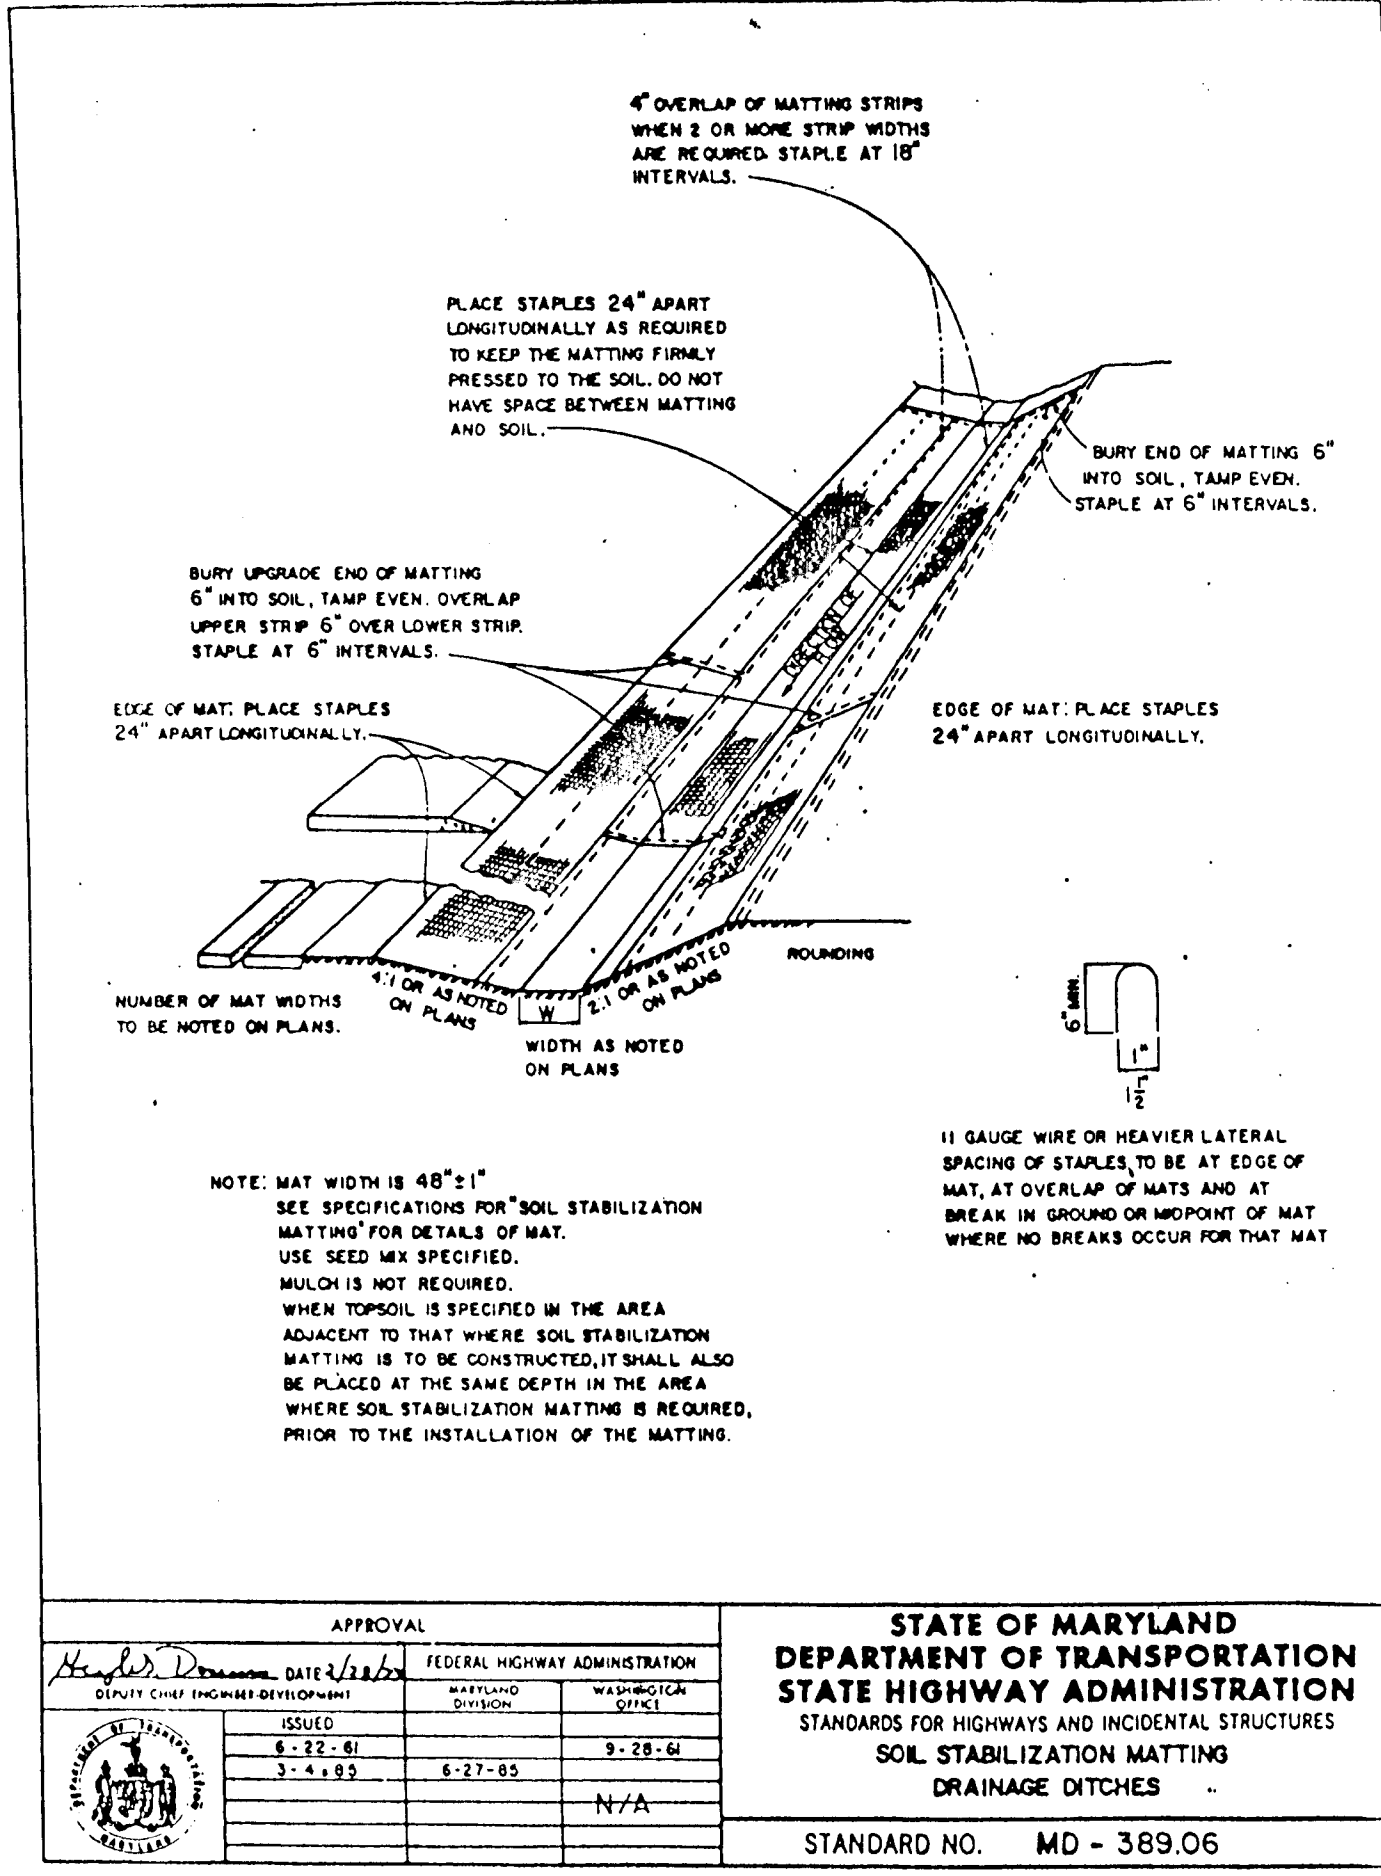 4" OVERLAP OF MATTING STRIPS
WHEN 2 OR MORE STRIP WIDTHS
ARE REQUIRED. STAPLE AT 18"
INTERVALS.
PLACE STAPLES 24" APART
LONGITUDINALLY AS REQUIRED
TO KEEP THE MATTING FIRMLY
PRESSED TO THE SOIL. DO NOT
HAVE SPACE BETWEEN MATTING
AND SOIL.
BURY END OF MATTING 6"
INTO SOIL, TAMP EVEN.
STAPLE AT 6" INTERVALS.
BURY UPGRADE END OF MATTING
6" INTO SOIL, TAMP EVEN. OVERLAP
UPPER STRIP 6" OVER LOWER STRIP.
STAPLE AT 6" INTERVALS.
DIRECTION OF
FLOW
EDGE OF MAT: PLACE STAPLES
24" APART LONGITUDINALLY.
EDGE OF MAT: PLACE STAPLES
24" APART LONGITUDINALLY.
ROUNDING
4:1 OR AS NOTED
ON PLANS
2:1 OR AS NOTED
ON PLANS
NUMBER OF MAT WIDTHS
TO BE NOTED ON PLANS.
W
WIDTH AS NOTED
ON PLANS
6" MIN.
1"
1 1/2"
11 GAUGE WIRE OR HEAVIER LATERAL
SPACING OF STAPLES, TO BE AT EDGE OF
MAT, AT OVERLAP OF MATS AND AT
BREAK IN GROUND OR MIDPOINT OF MAT
WHERE NO BREAKS OCCUR FOR THAT MAT
NOTE: MAT WIDTH IS 48" ± 1"
SEE SPECIFICATIONS FOR "SOIL STABILIZATION
MATTING" FOR DETAILS OF MAT.
USE SEED MIX SPECIFIED.
MULCH IS NOT REQUIRED.
WHEN TOPSOIL IS SPECIFIED IN THE AREA
ADJACENT TO THAT WHERE SOIL STABILIZATION
MATTING IS TO BE CONSTRUCTED, IT SHALL ALSO
BE PLACED AT THE SAME DEPTH IN THE AREA
WHERE SOIL STABILIZATION MATTING IS REQUIRED,
PRIOR TO THE INSTALLATION OF THE MATTING.
APPROVAL
DATE
DEPUTY CHIEF ENGINEER-DEVELOPMENT
FEDERAL HIGHWAY ADMINISTRATION
MARYLAND
DIVISION
WASHINGTON
OFFICE
ISSUED
6-22-61
9-28-61
3-4-85
6-27-85
N/A
DEPARTMENT OF TRANSPORTATION
MARYLAND
STATE OF MARYLAND
DEPARTMENT OF TRANSPORTATION
STATE HIGHWAY ADMINISTRATION
STANDARDS FOR HIGHWAYS AND INCIDENTAL STRUCTURES
SOIL STABILIZATION MATTING
DRAINAGE DITCHES
STANDARD NO. MD - 389.06